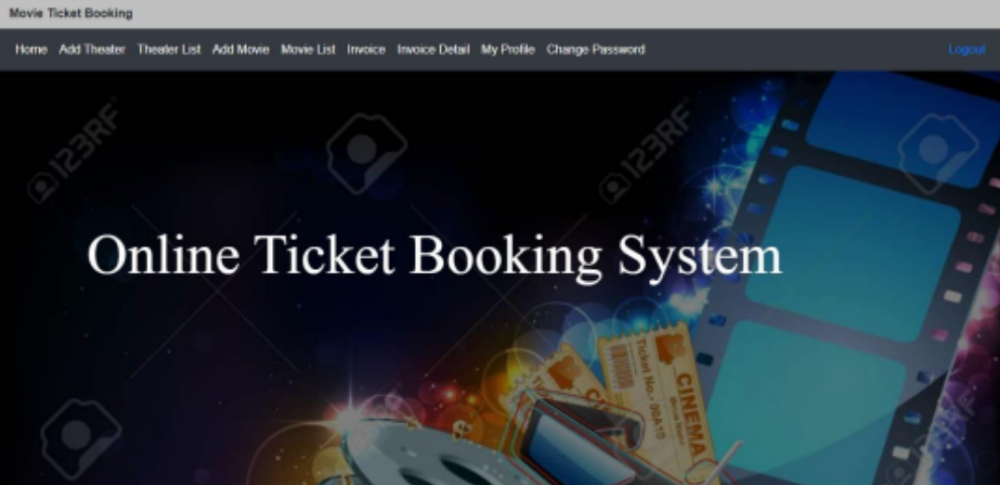 Movie Ticket Booking
Home Add Theater Theater List Add Movie Movie List Invoice Invoice Detail My Profile Change Password Logout
123RF
123RF
Online Ticket Booking System
Ticket No.- 00A19
CINEMA